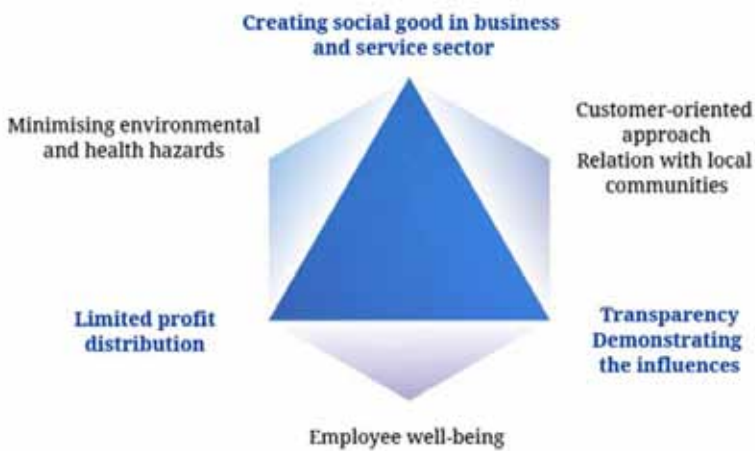 Creating social good in business
and service sector
Minimising environmental
and health hazards
Customer-oriented
approach
Relation with local
communities
Limited profit
distribution
Transparency
Demonstrating
the influences
Employee well-being